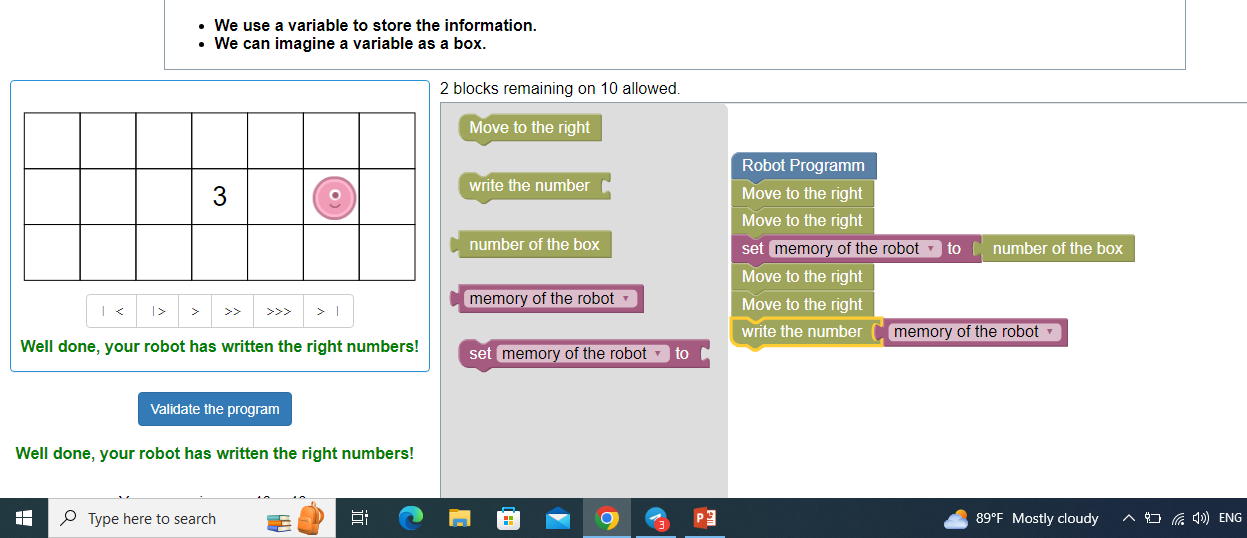 We use a variable to store the information.
We can imagine a variable as a box.
2 blocks remaining on 10 allowed.
3
| <
|>
>
>>
>>>
> |
Well done, your robot has written the right numbers!
Validate the program
Well done, your robot has written the right numbers!
Move to the right
write the number
number of the box
memory of the robot
set memory of the robot to
Robot Programm
Move to the right
Move to the right
set memory of the robot to number of the box
Move to the right
Move to the right
write the number memory of the robot
Type here to search
3
89°F Mostly cloudy
ENG